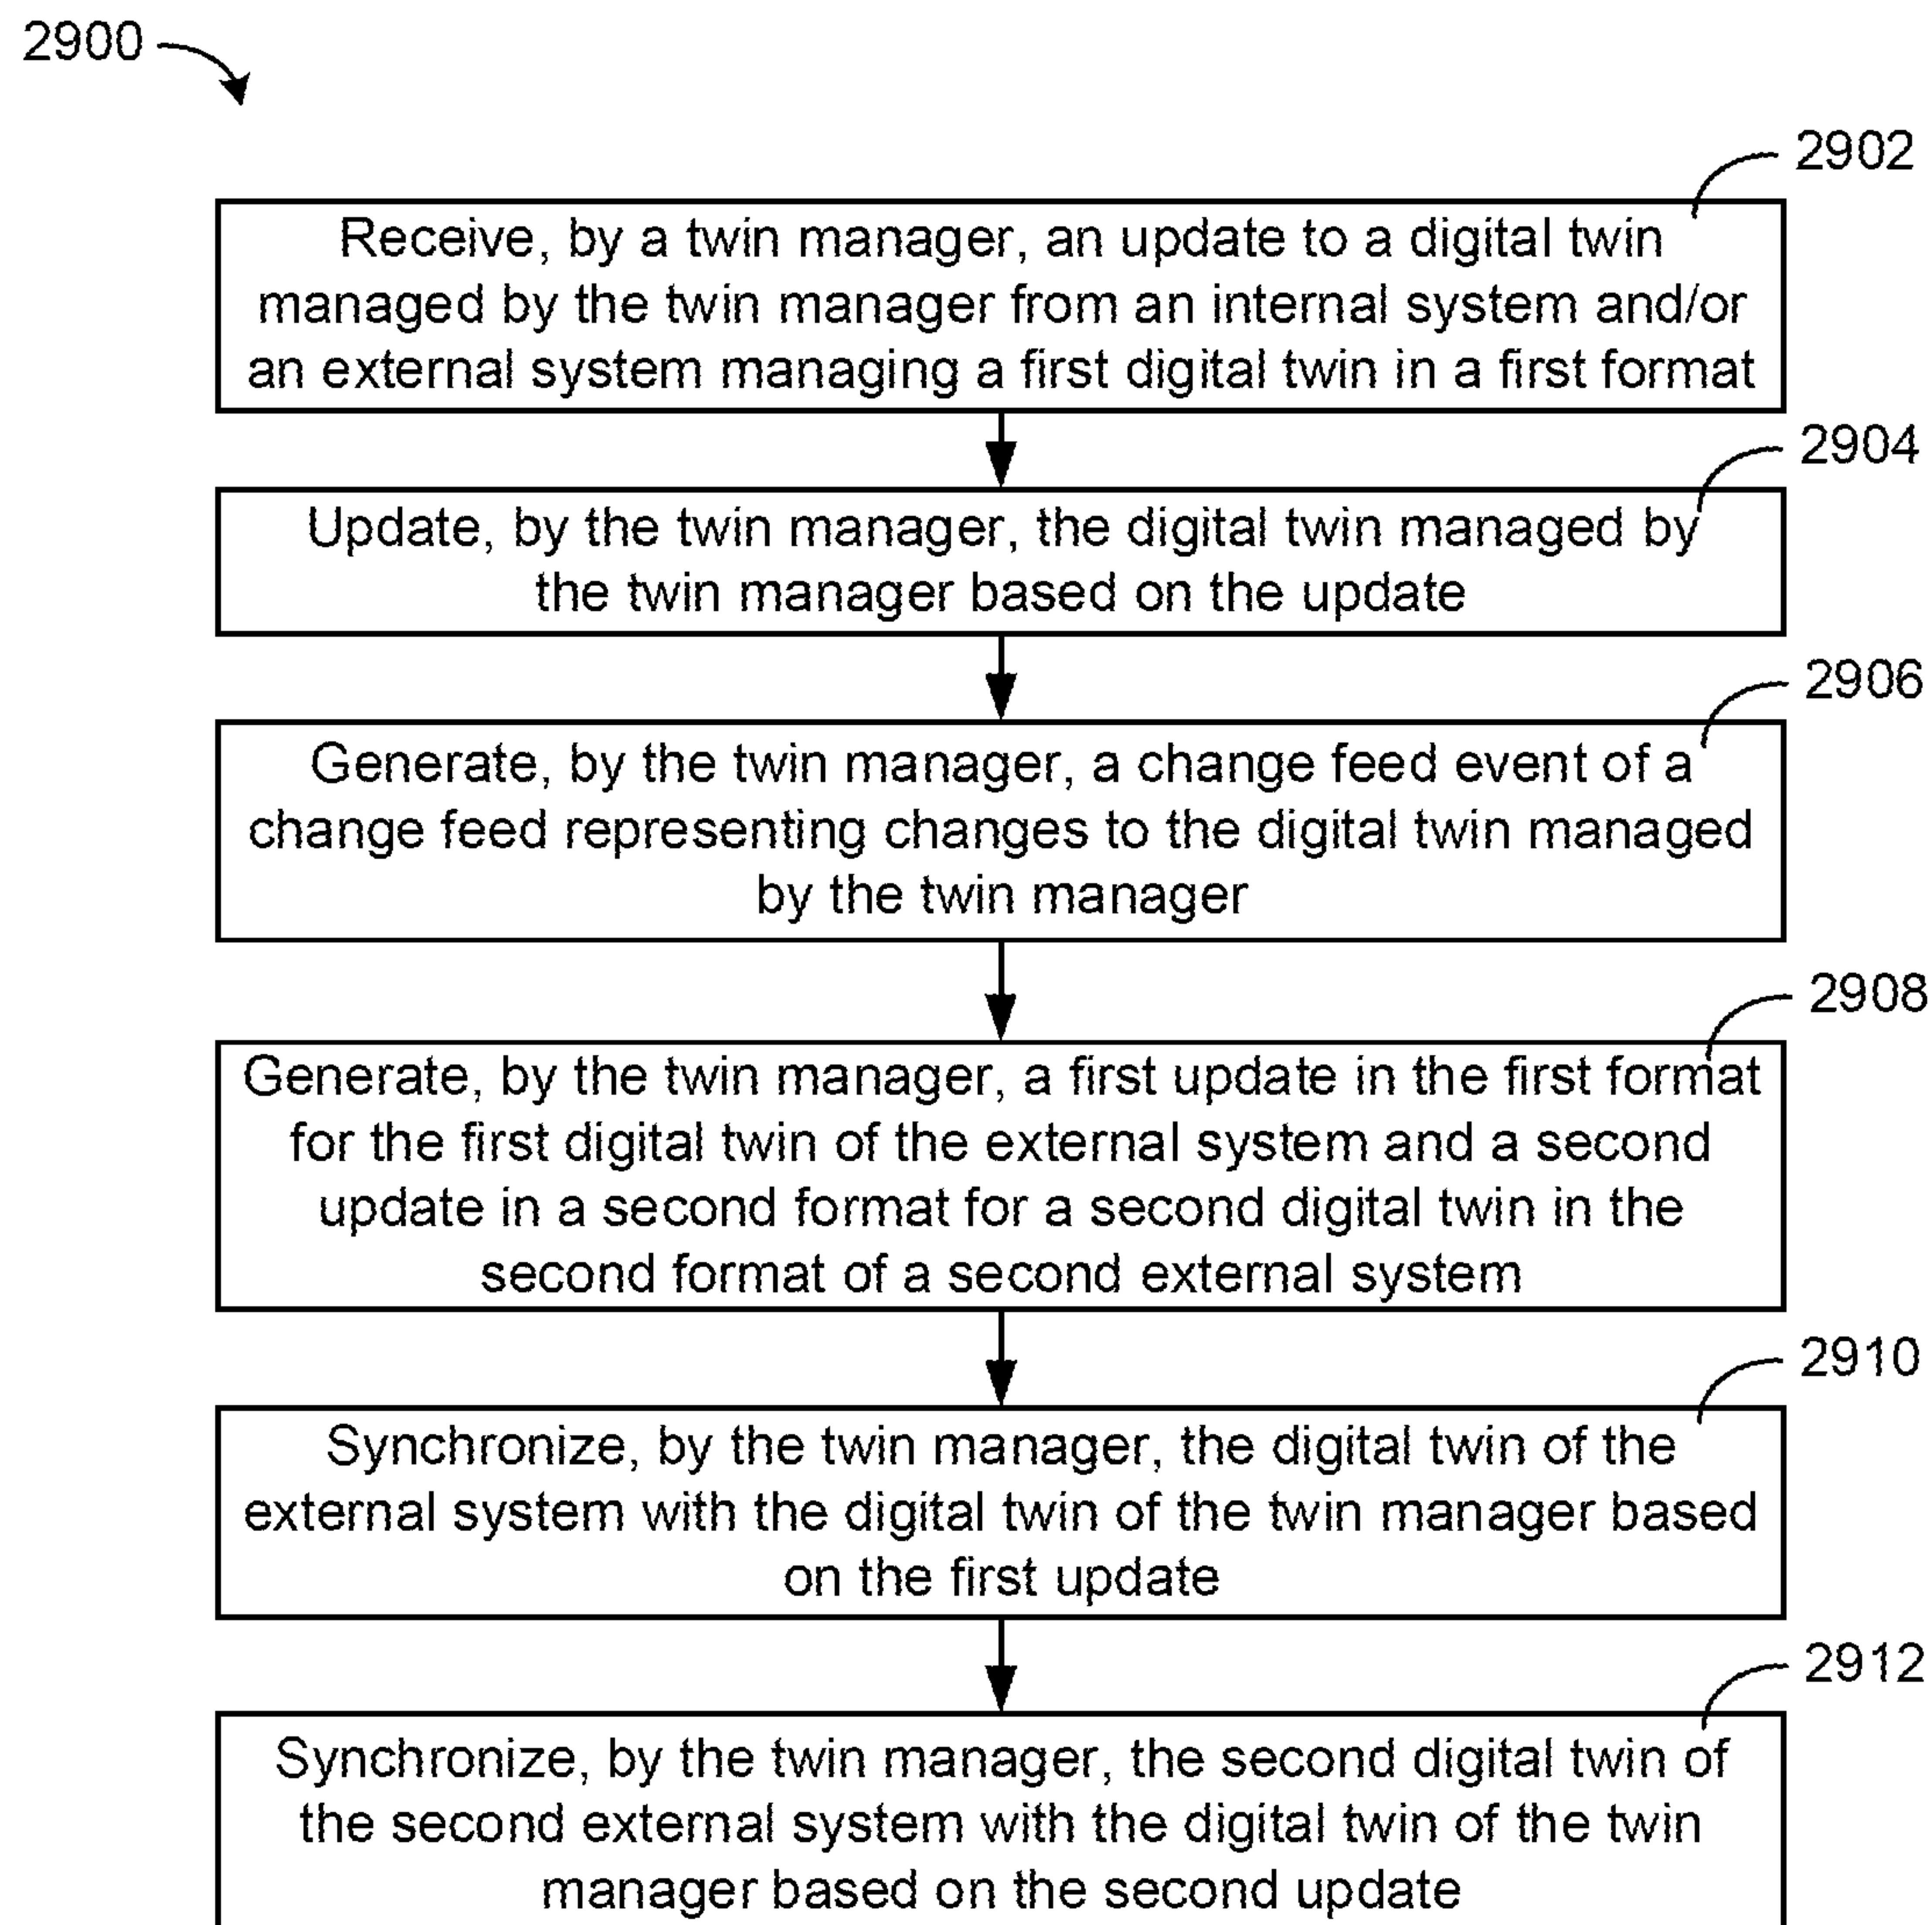 2900
2902
Receive, by a twin manager, an update to a digital twin
managed by the twin manager from an internal system and/or
an external system managing a first digital twin in a first format
2904
Update, by the twin manager, the digital twin managed by
the twin manager based on the update
2906
Generate, by the twin manager, a change feed event of a
change feed representing changes to the digital twin managed
by the twin manager
2908
Generate, by the twin manager, a first update in the first format
for the first digital twin of the external system and a second
update in a second format for a second digital twin in the
second format of a second external system
2910
Synchronize, by the twin manager, the digital twin of the
external system with the digital twin of the twin manager based
on the first update
2912
Synchronize, by the twin manager, the second digital twin of
the second external system with the digital twin of the twin
manager based on the second update